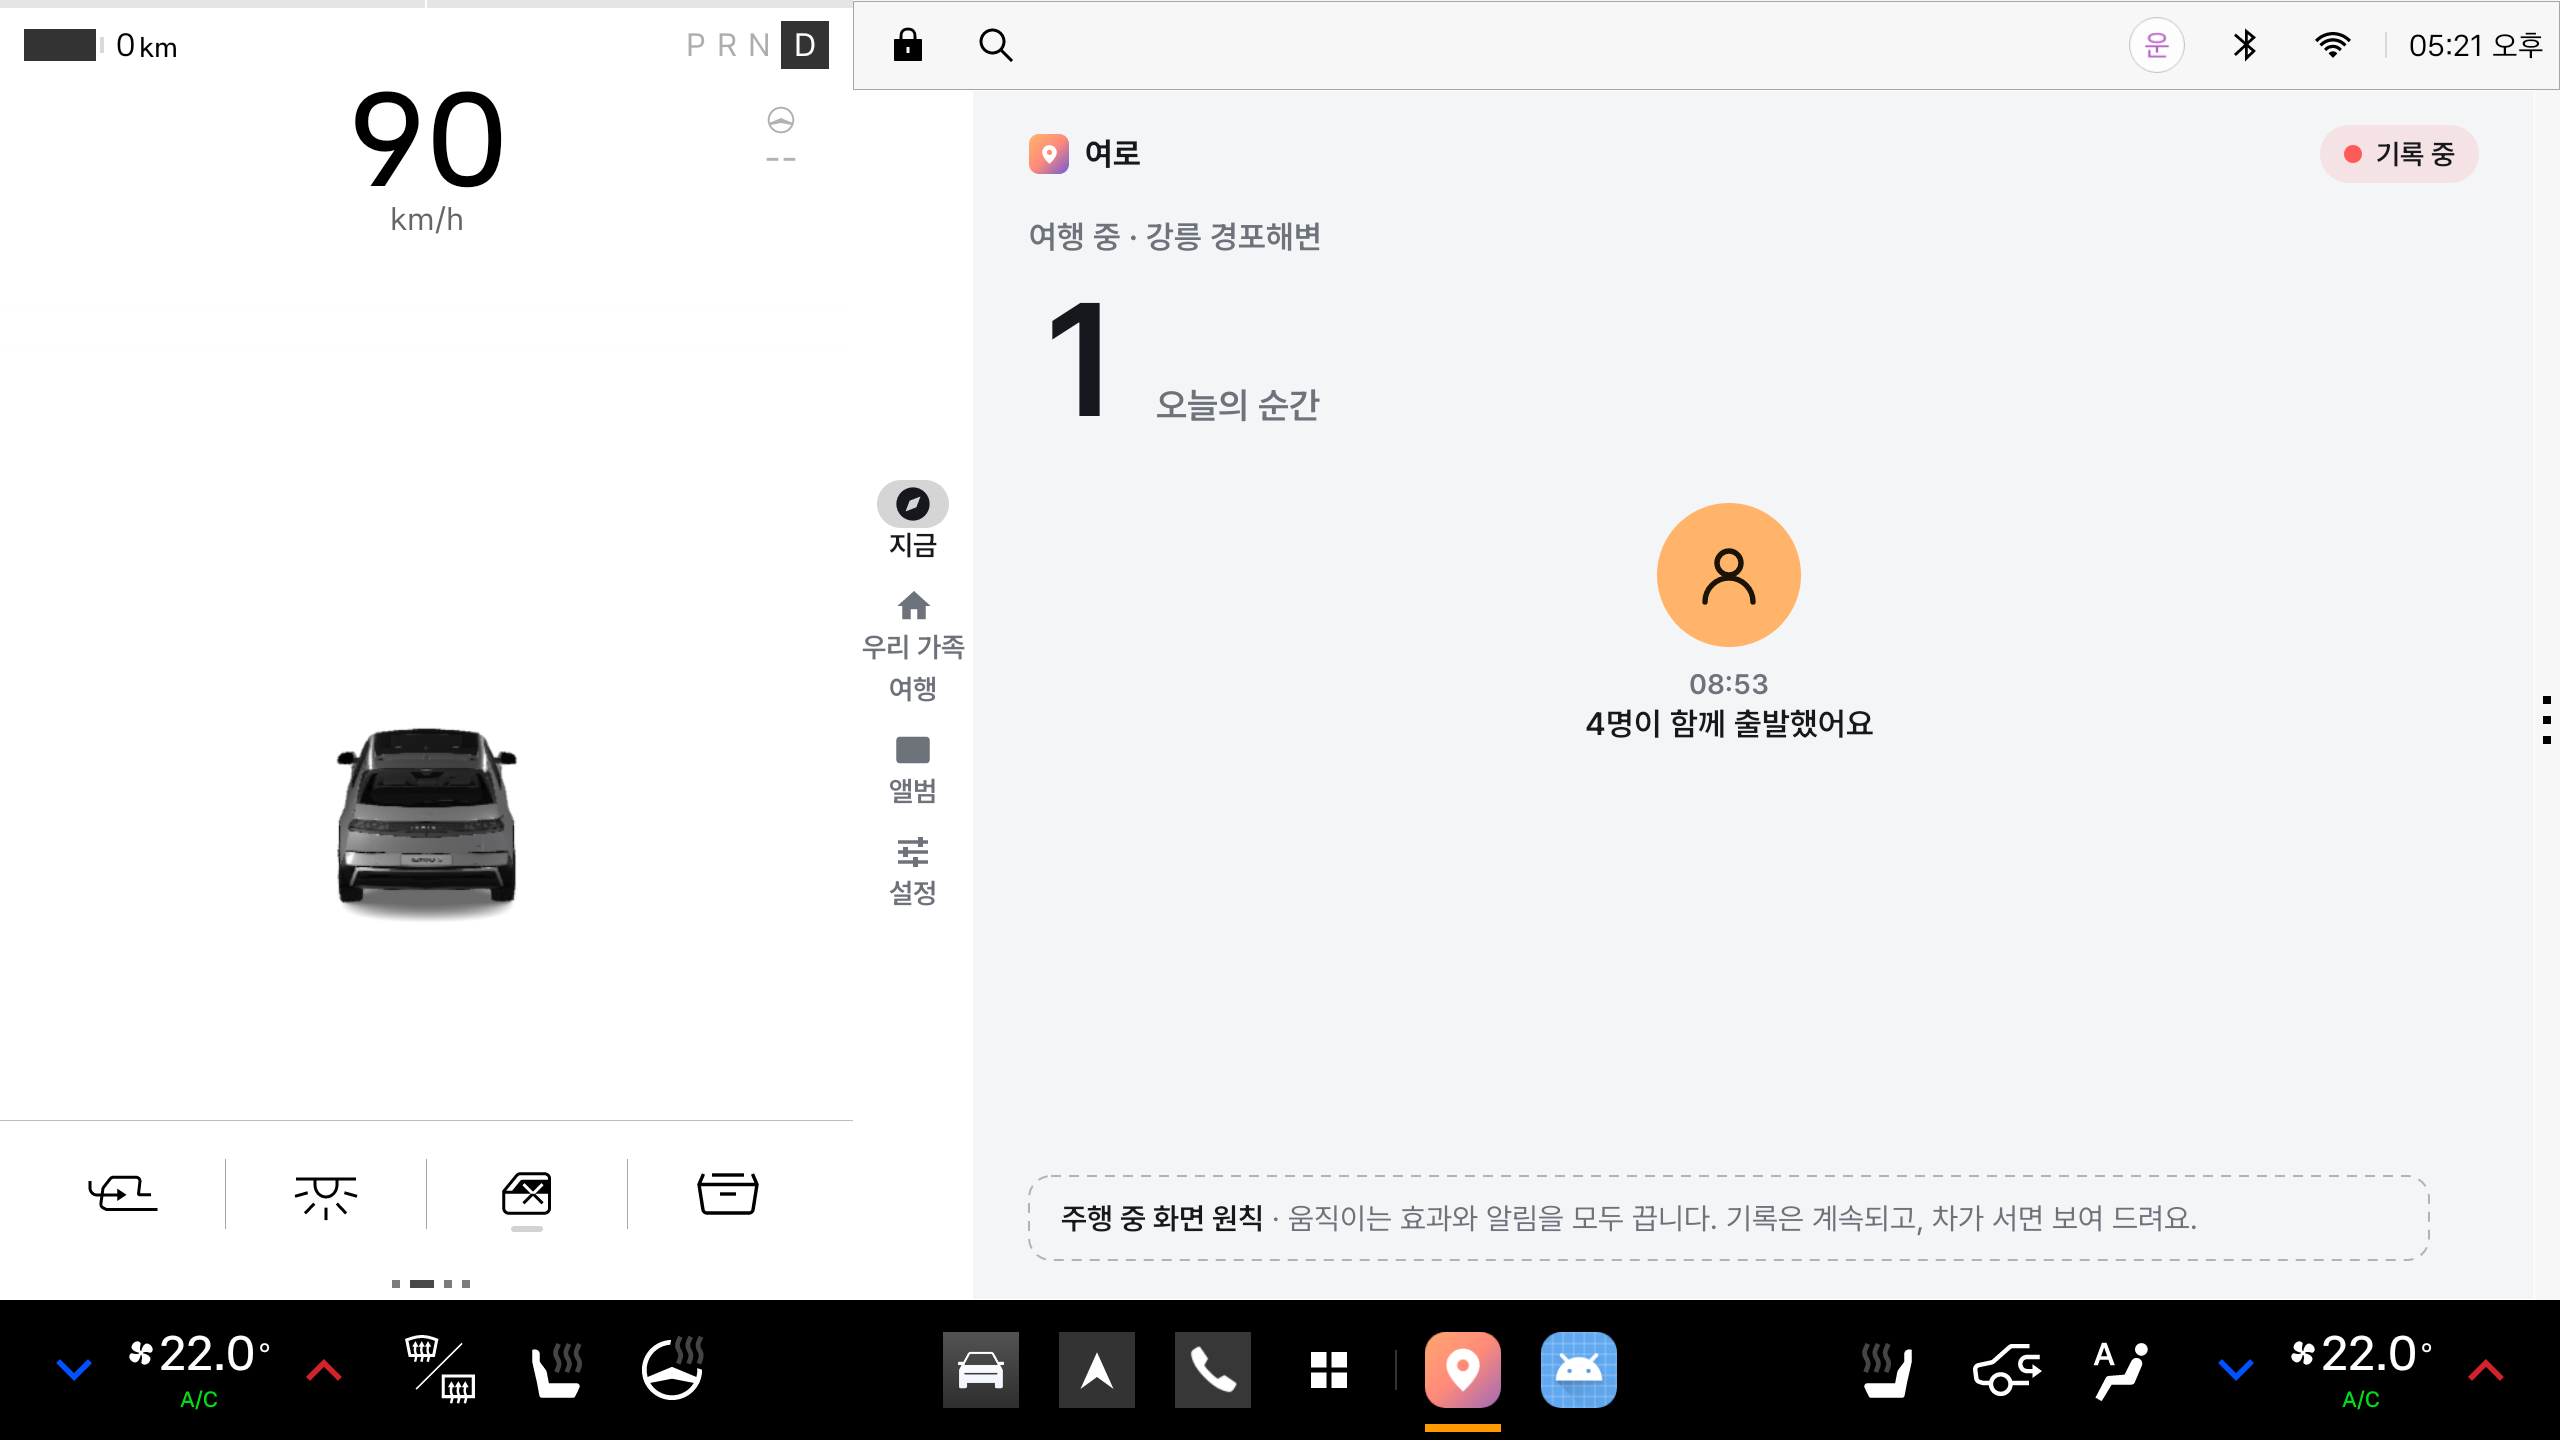 0 km
P R N D
90
km/h
--
운
05:21 오후
여로
기록 중
여행 중 · 강릉 경포해변
1 오늘의 순간
지금
우리 가족
여행
앨범
설정
08:53
4명이 함께 출발했어요
주행 중 화면 원칙 · 움직이는 효과와 알림을 모두 끕니다. 기록은 계속되고, 차가 서면 보여 드려요.
22.0°
A/C
A
22.0°
A/C